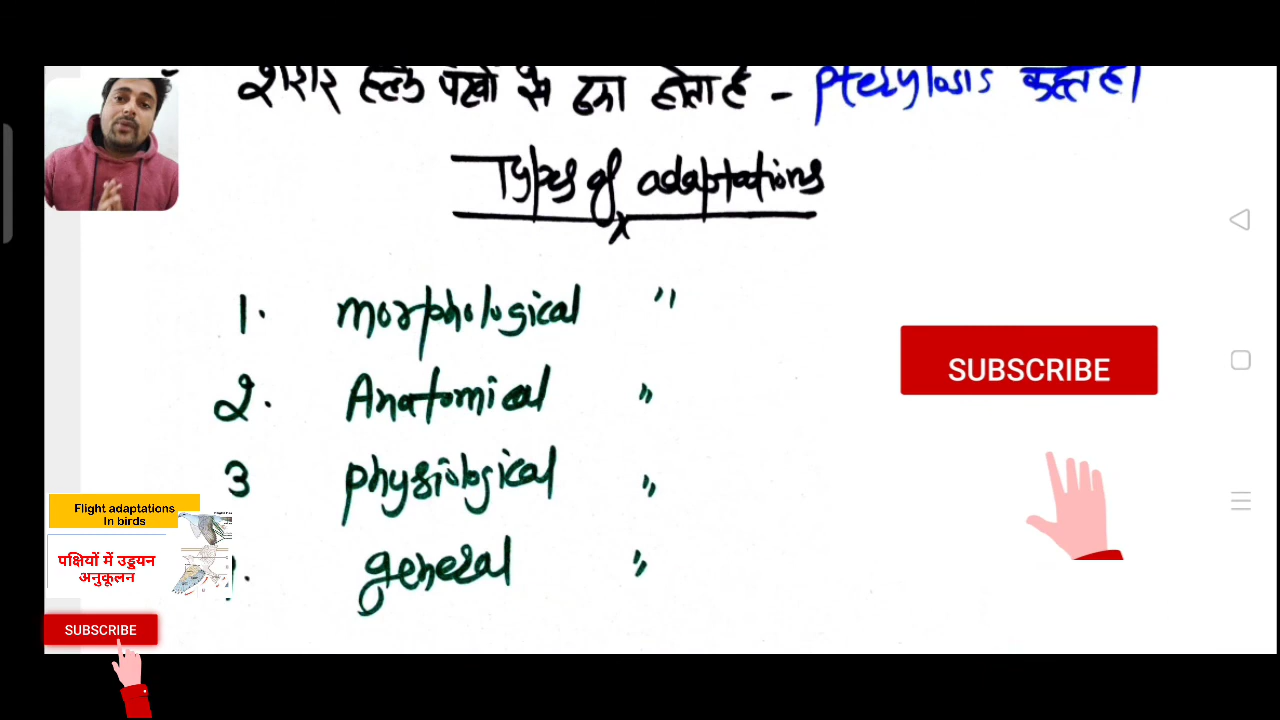 शरीर हल्के पंखों से ढका होता है - Pterylosis कहते है।
Types of adaptations
1. morphological "
2. Anatomical "
3 physiological "
general "
SUBSCRIBE
Flight adaptations
In birds
पक्षियों में उड्डयन
अनुकूलन
SUBSCRIBE